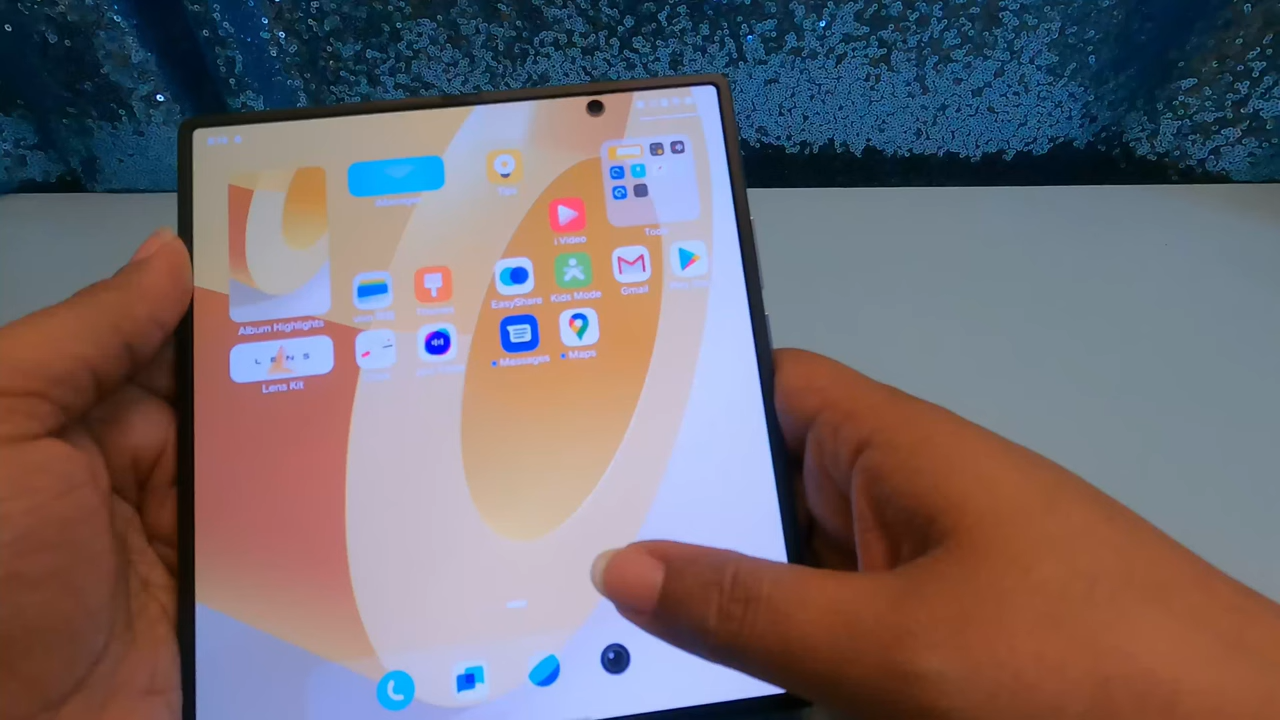 Tips
i Video
Tools
EasyShare
Kids Mode
Gmail
Album Highlights
LENS
Messages
Maps
Lens Kit